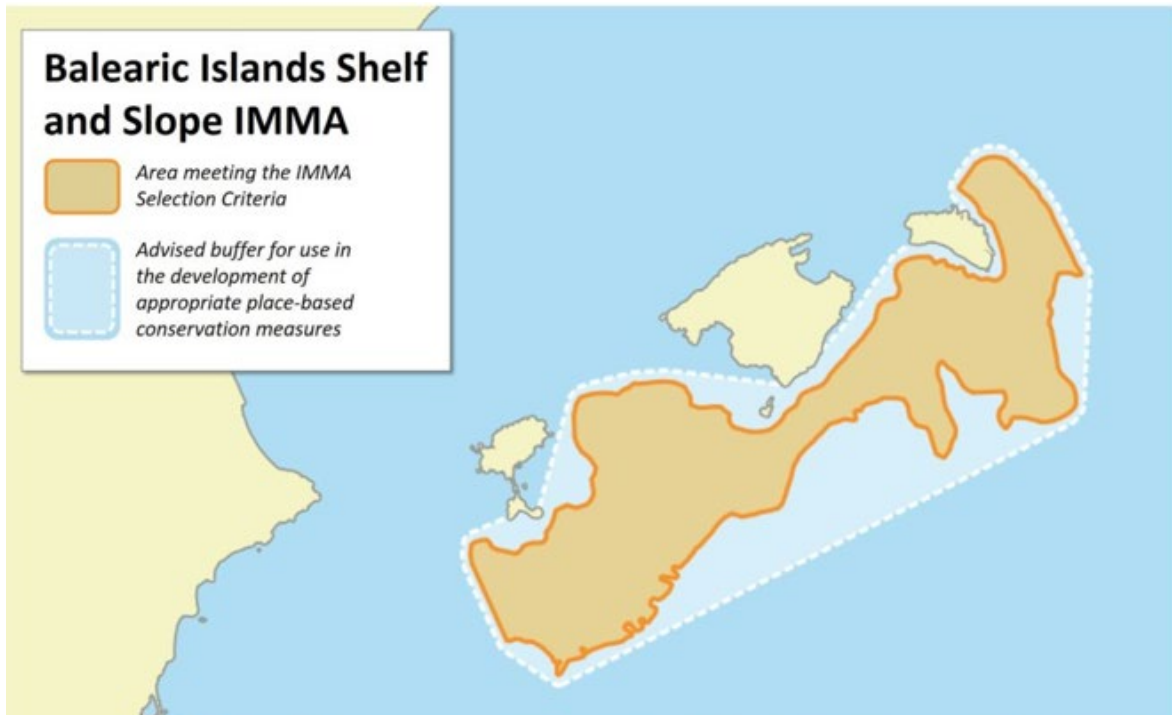 Balearic Islands Shelf
and Slope IMMA
Area meeting the IMMA
Selection Criteria
Advised buffer for use in
the development of
appropriate place-based
conservation measures